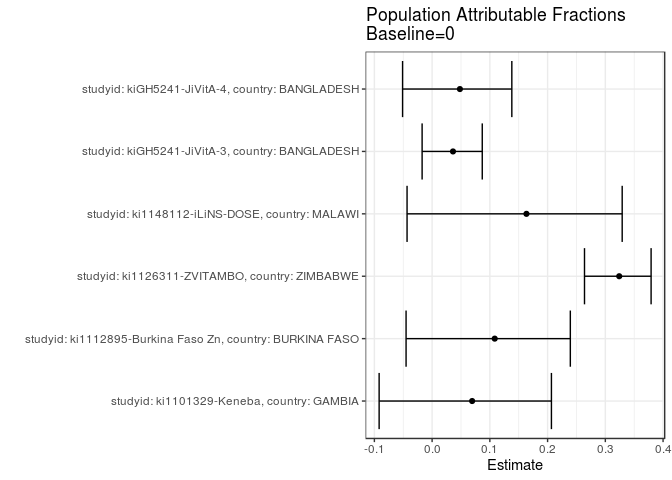 Population Attributable Fractions
Baseline=0
studyid: kiGH5241-JiVitA-4, country: BANGLADESH
studyid: kiGH5241-JiVitA-3, country: BANGLADESH
studyid: ki1148112-iLiNS-DOSE, country: MALAWI
studyid: ki1126311-ZVITAMBO, country: ZIMBABWE
studyid: ki1112895-Burkina Faso Zn, country: BURKINA FASO
studyid: ki1101329-Keneba, country: GAMBIA
-0.1 0.0 0.1 0.2 0.3 0.4
Estimate